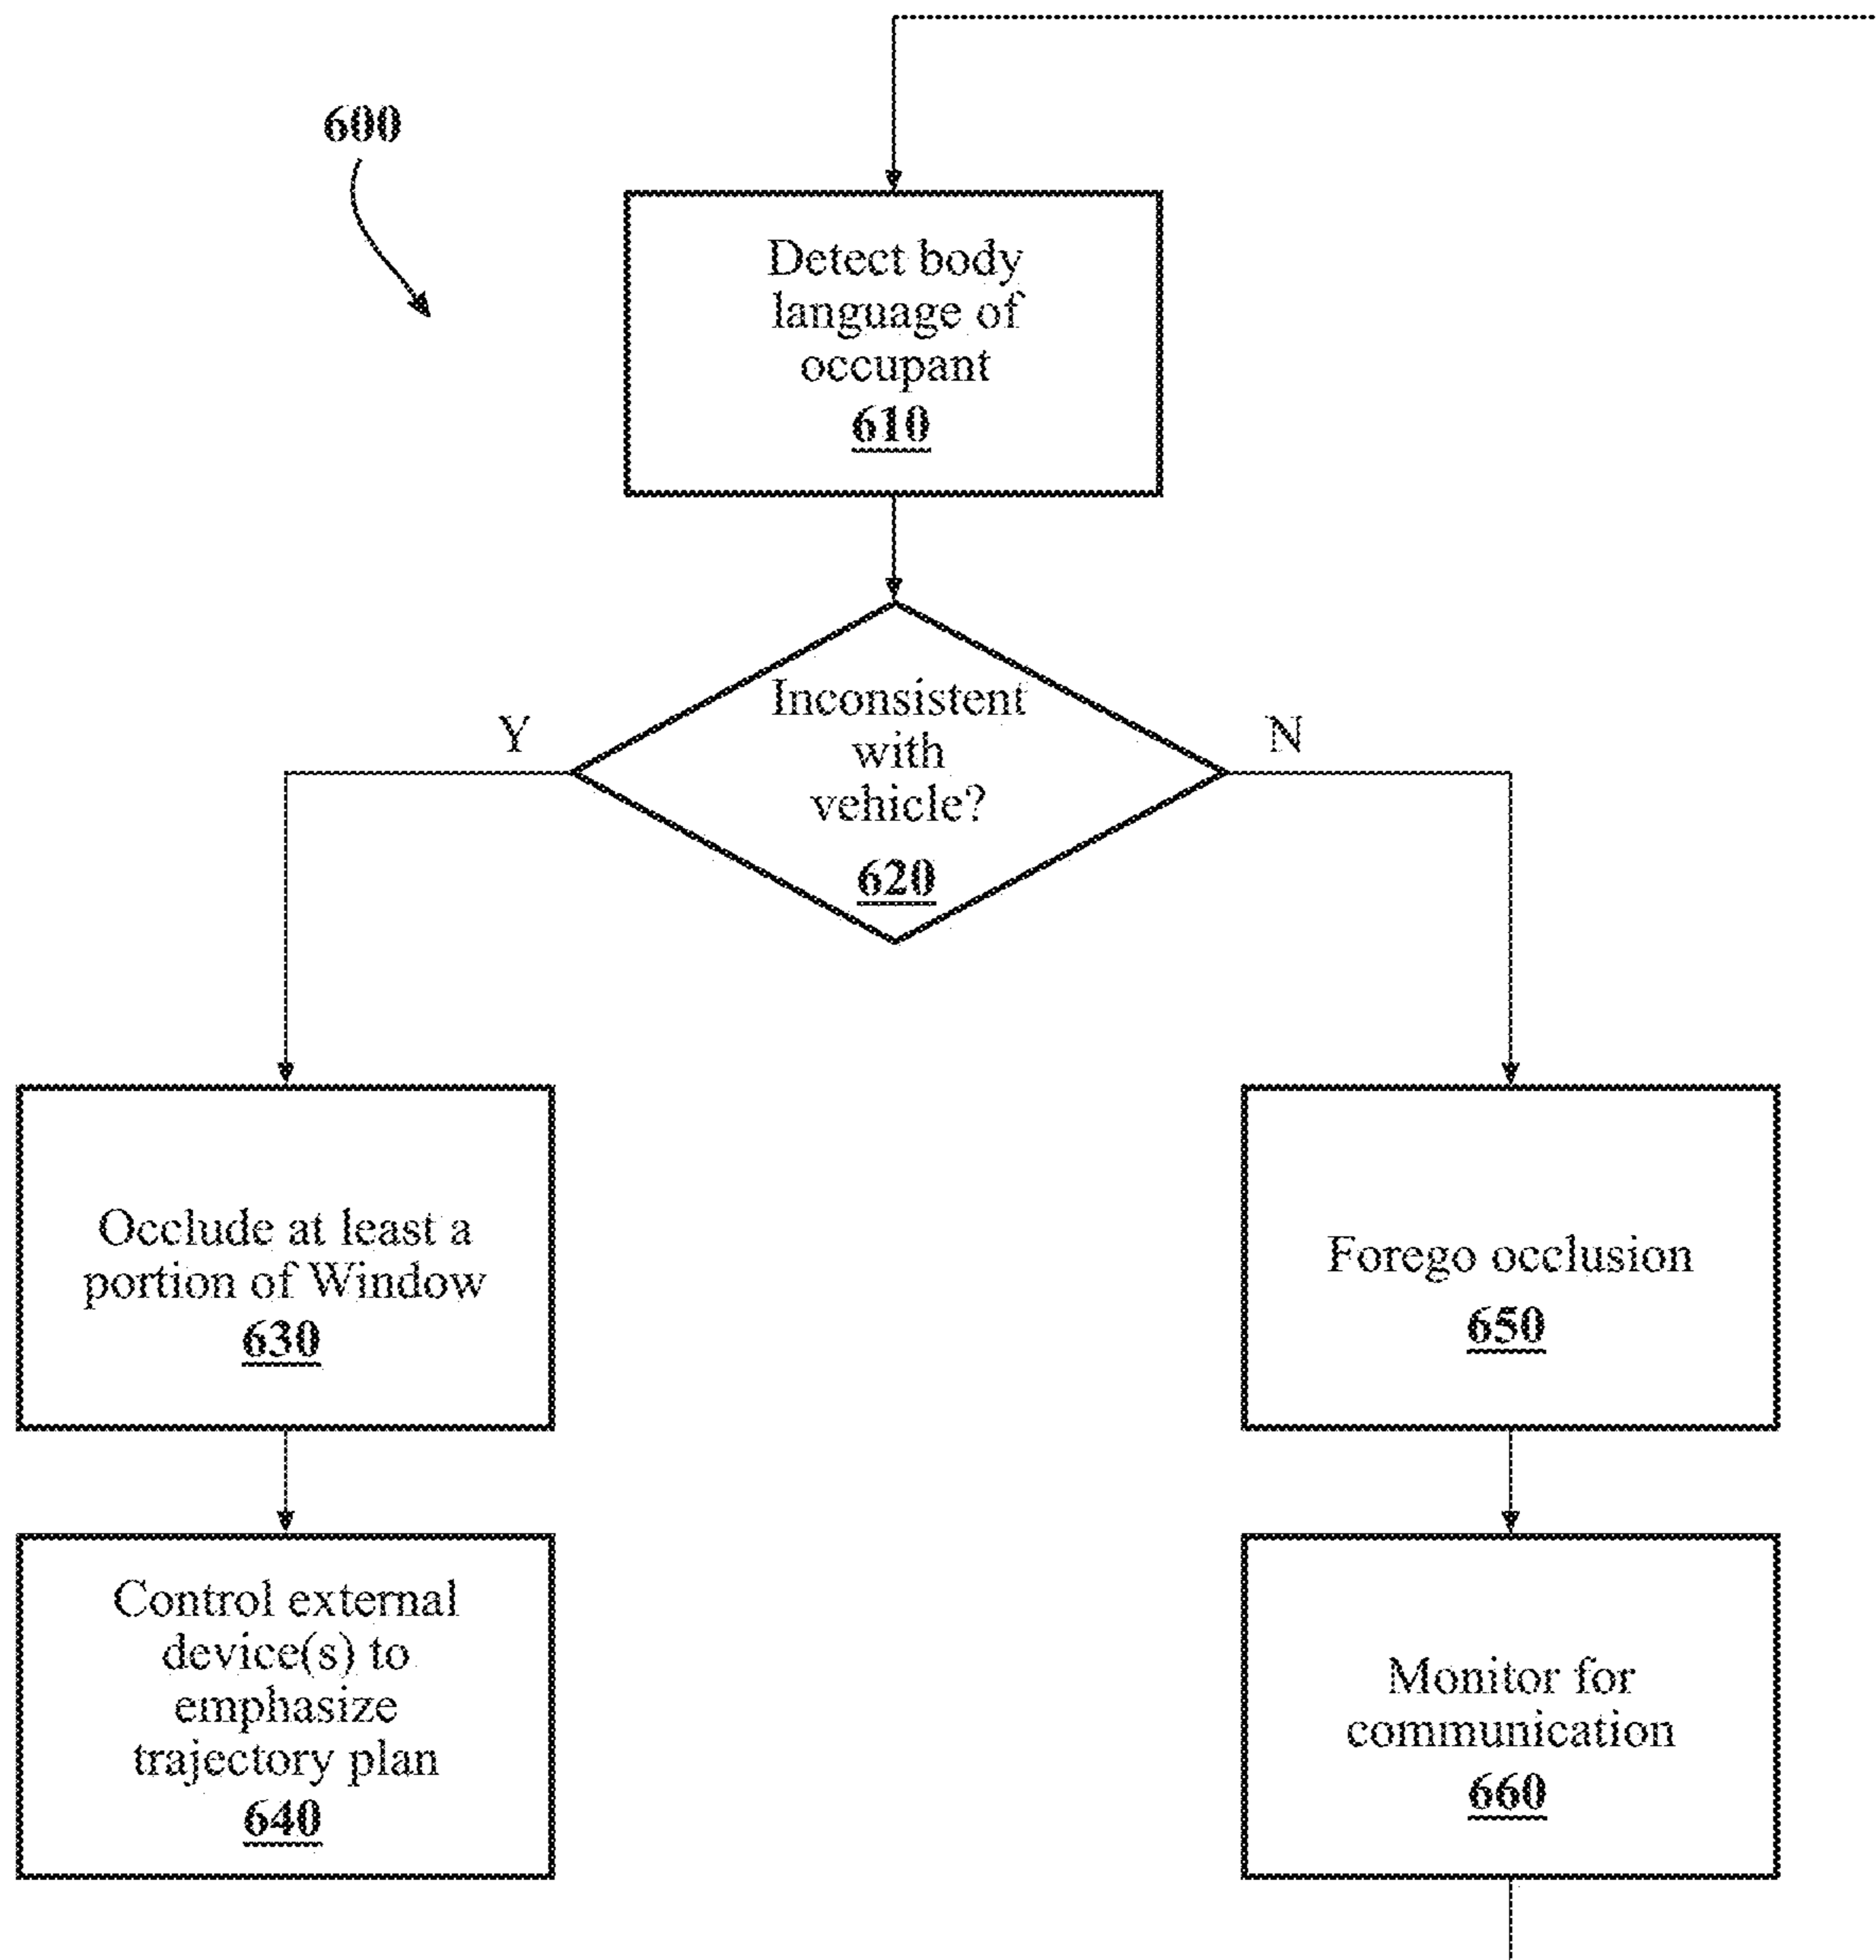 600
Detect body
language of
occupant
610
Inconsistent
with
vehicle?
620
Y
N
Occlude at least a
portion of Window
630
Forego occlusion
650
Control external
device(s) to
emphasize
trajectory plan
640
Monitor for
communication
660